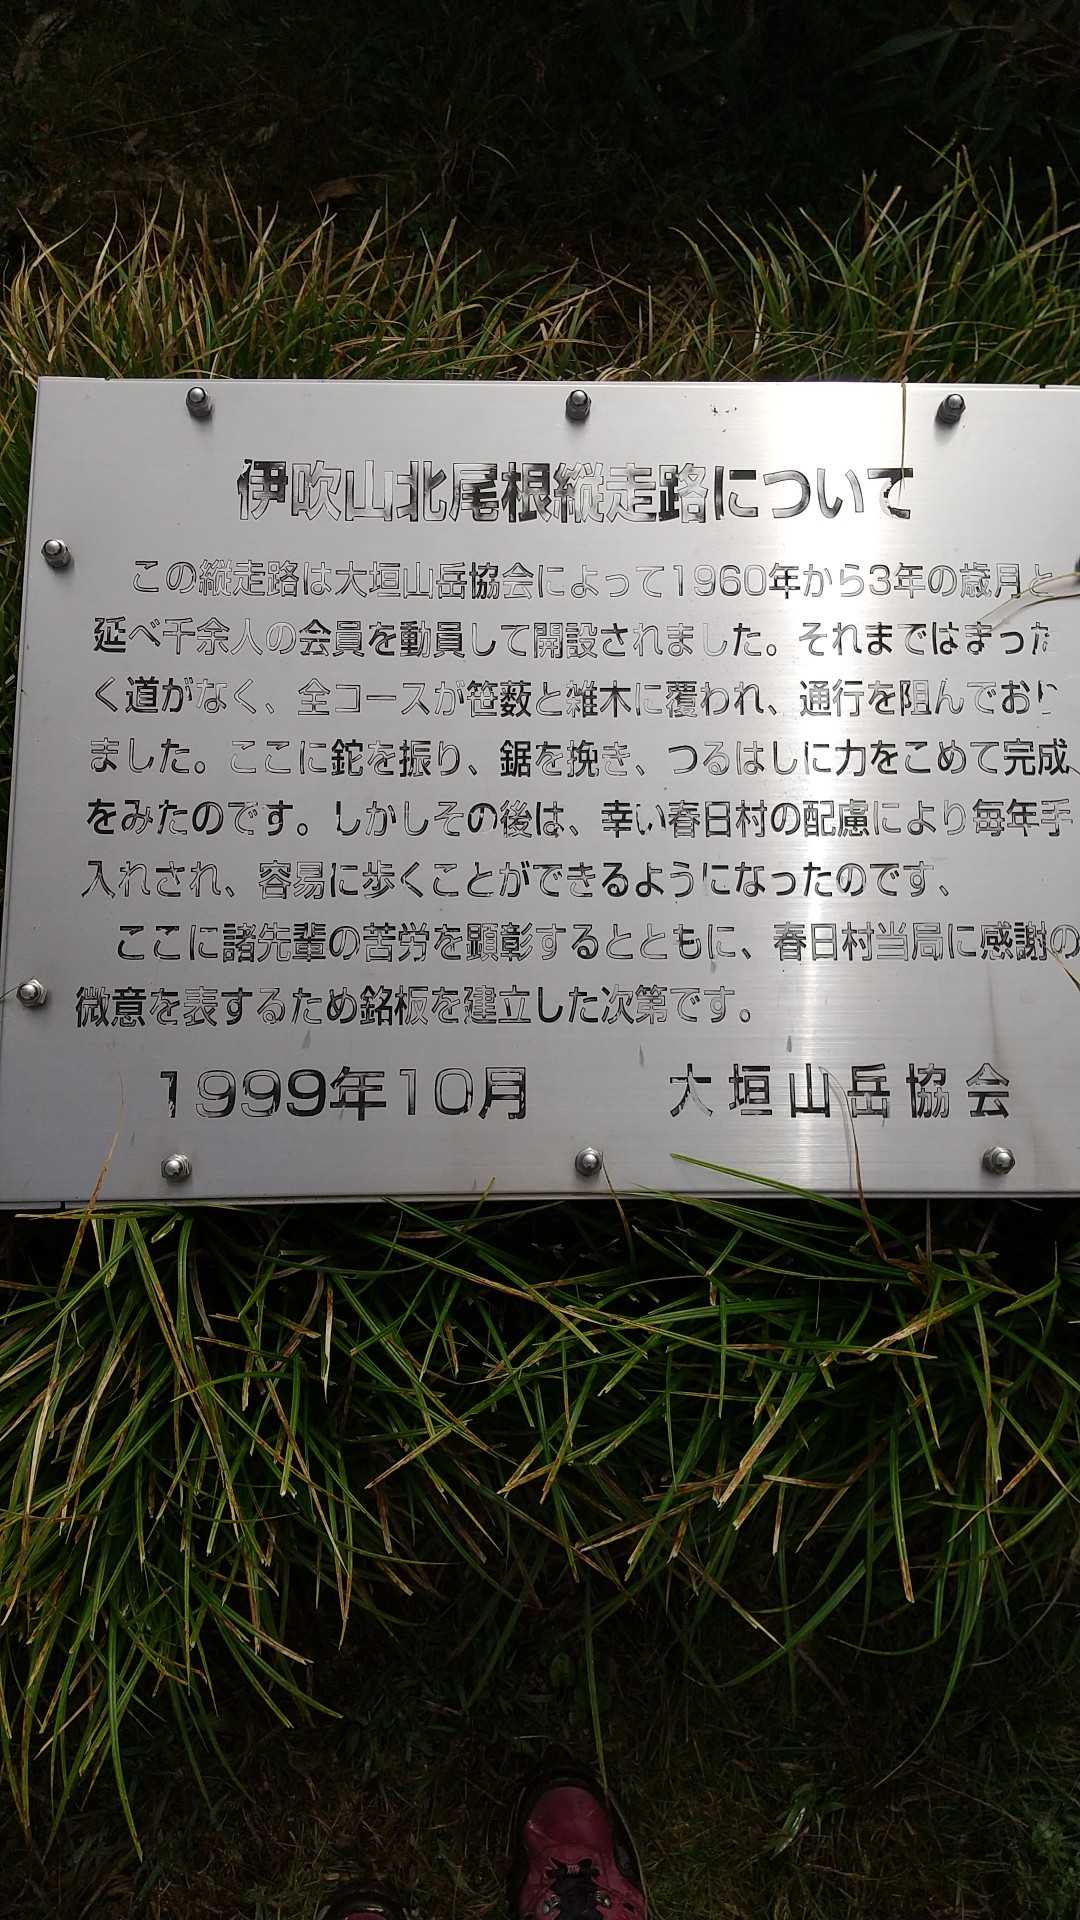 伊吹山北尾根縦走路について
この縦走路は大垣山岳協会によって1960年から3年の歳月と
延べ千余人の会員を動員して開設されました。それまではまった
く道がなく、全コースが笹薮と雑木に覆われ、通行を阻んでおり
ました。ここに鉈を振り、鋸を挽き、つるはしに力をこめて完成
をみたのです。しかしその後は、幸い春日村の配慮により毎年手
入れされ、容易に歩くことができるようになったのです、
ここに諸先輩の苦労を顕彰するとともに、春日村当局に感謝の
微意を表するため銘板を建立した次第です。
1999年10月 大垣山岳協会